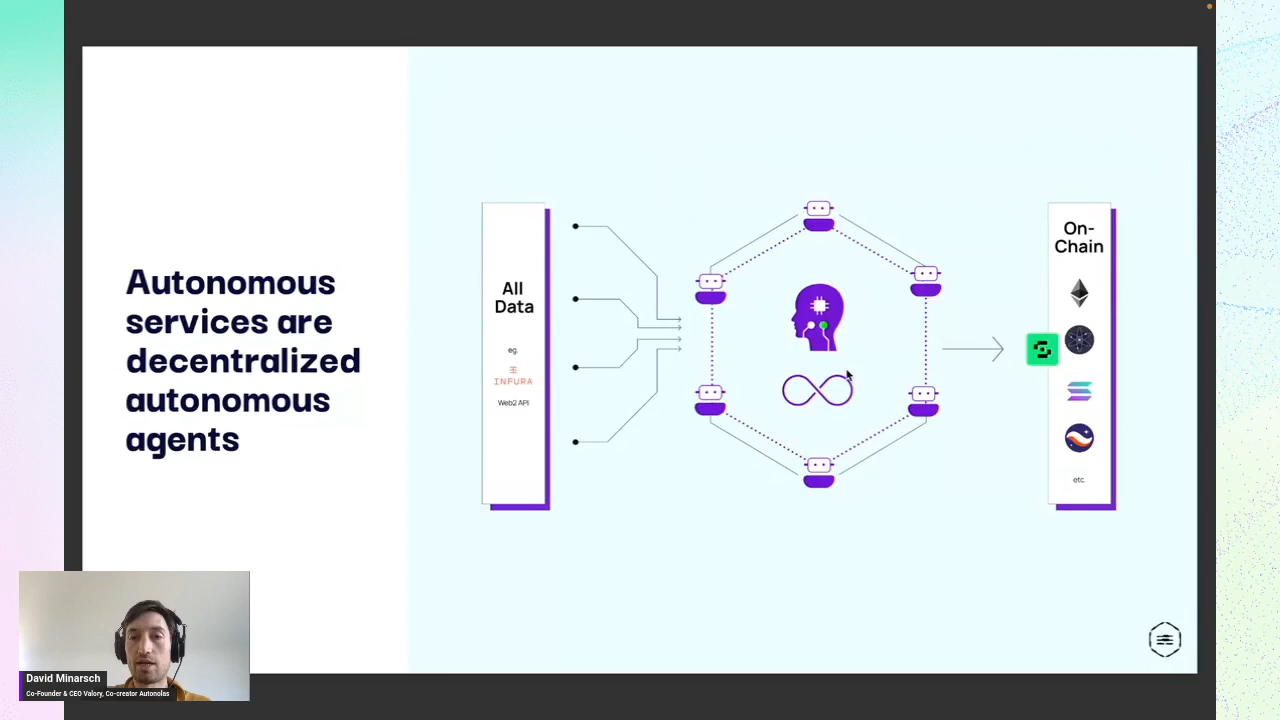 Autonomous
services are
decentralized
autonomous
agents
All
Data
eg.
INFURA
Web2 API
On-
Chain
etc.
David Minarsch
Co-Founder & CEO Valory, Co-creator Autonolas